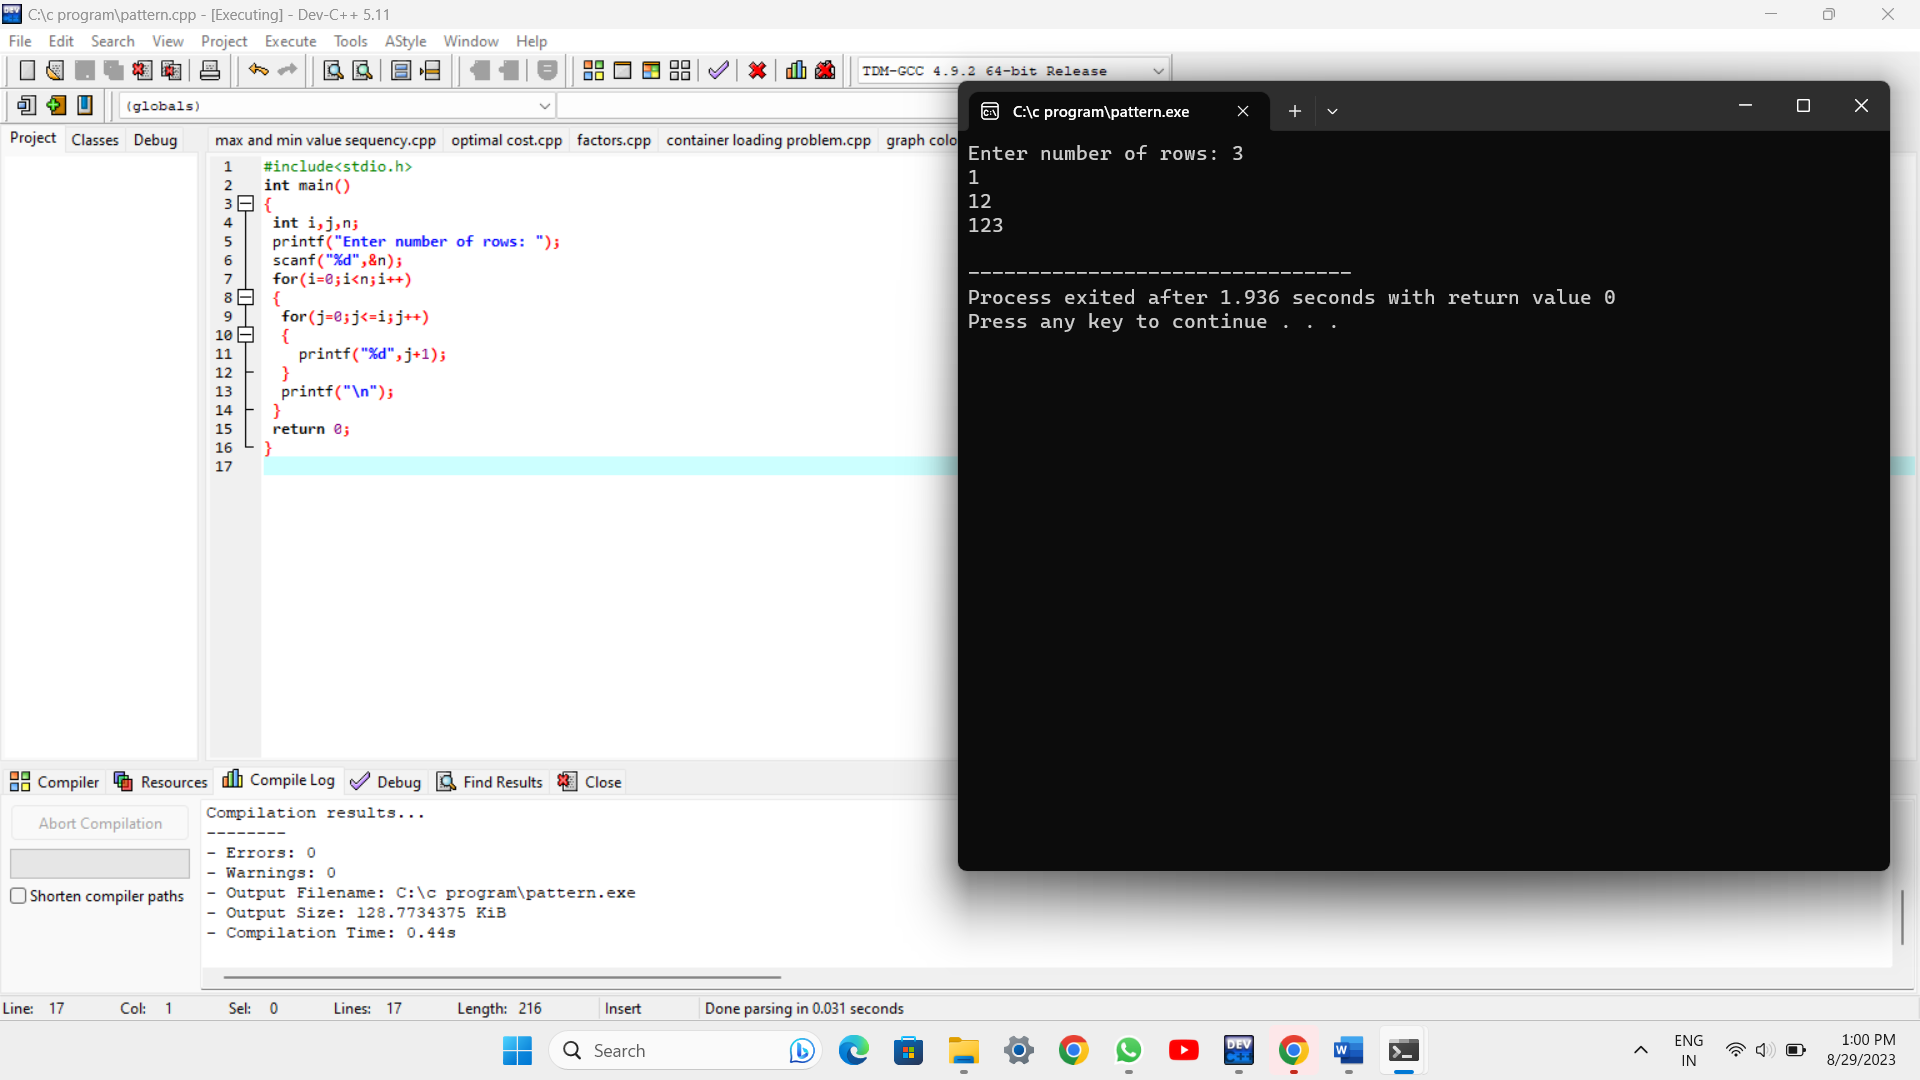 C:\c program\pattern.cpp - [Executing] - Dev-C++ 5.11
File Edit Search View Project Execute Tools AStyle Window Help
TDM-GCC 4.9.2 64-bit Release
(globals)
Project Classes Debug
max and min value sequency.cpp optimal cost.cpp factors.cpp container loading problem.cpp graph colo
1 #include<stdio.h>
2 int main()
3 {
4 int i,j,n;
5 printf("Enter number of rows: ");
6 scanf("%d",&n);
7 for(i=0;i<n;i++)
8 {
9 for(j=0;j<=i;j++)
10 {
11 printf("%d",j+1);
12 }
13 printf("\n");
14 }
15 return 0;
16 }
17
C:\c program\pattern.exe
Enter number of rows: 3
1
12
123
--------------------------------
Process exited after 1.936 seconds with return value 0
Press any key to continue . . .
Compiler Resources Compile Log Debug Find Results Close
Abort Compilation
Shorten compiler paths
Compilation results...
--------
- Errors: 0
- Warnings: 0
- Output Filename: C:\c program\pattern.exe
- Output Size: 128.7734375 KiB
- Compilation Time: 0.44s
Line: 17 Col: 1 Sel: 0 Lines: 17 Length: 216 Insert Done parsing in 0.031 seconds
Search
DEV
W
ENG
IN
1:00 PM
8/29/2023